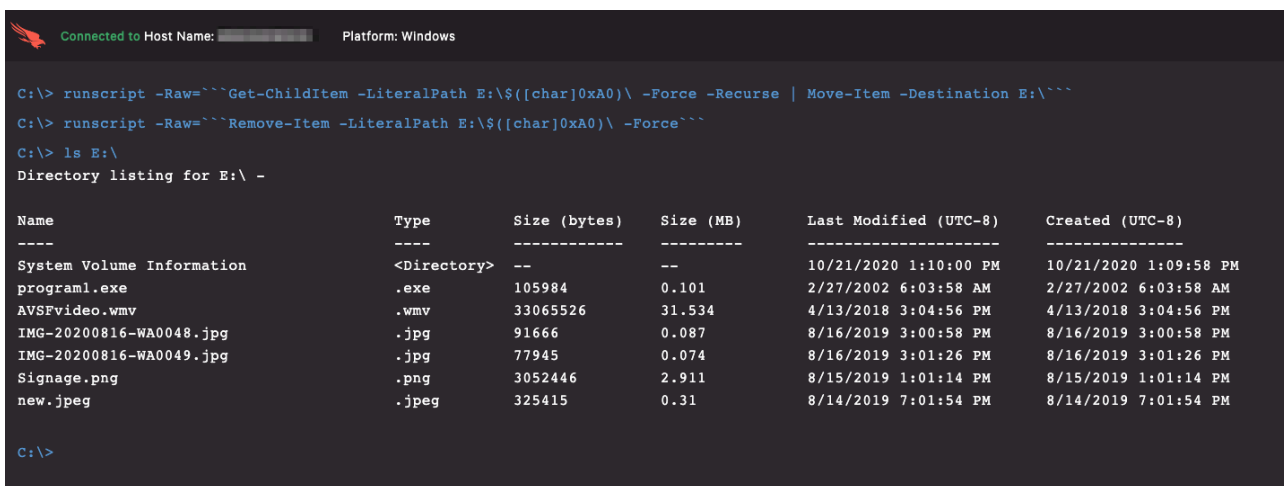 Connected to Host Name: Platform: Windows
C:\> runscript -Raw=```Get-ChildItem -LiteralPath E:\$([char]0xA0)\ -Force -Recurse | Move-Item -Destination E:\```
C:\> runscript -Raw=```Remove-Item -LiteralPath E:\$([char]0xA0)\ -Force```
C:\> ls E:\
Directory listing for E:\ -
Name Type Size (bytes) Size (MB) Last Modified (UTC-8) Created (UTC-8)
---- ---- ------------ --------- --------------------- ---------------
System Volume Information <Directory> -- -- 10/21/2020 1:10:00 PM 10/21/2020 1:09:58 PM
program1.exe .exe 105984 0.101 2/27/2002 6:03:58 AM 2/27/2002 6:03:58 AM
AVSFvideo.wmv .wmv 33065526 31.534 4/13/2018 3:04:56 PM 4/13/2018 3:04:56 PM
IMG-20200816-WA0048.jpg .jpg 91666 0.087 8/16/2019 3:00:58 PM 8/16/2019 3:00:58 PM
IMG-20200816-WA0049.jpg .jpg 77945 0.074 8/16/2019 3:01:26 PM 8/16/2019 3:01:26 PM
Signage.png .png 3052446 2.911 8/15/2019 1:01:14 PM 8/15/2019 1:01:14 PM
new.jpeg .jpeg 325415 0.31 8/14/2019 7:01:54 PM 8/14/2019 7:01:54 PM
C:\>